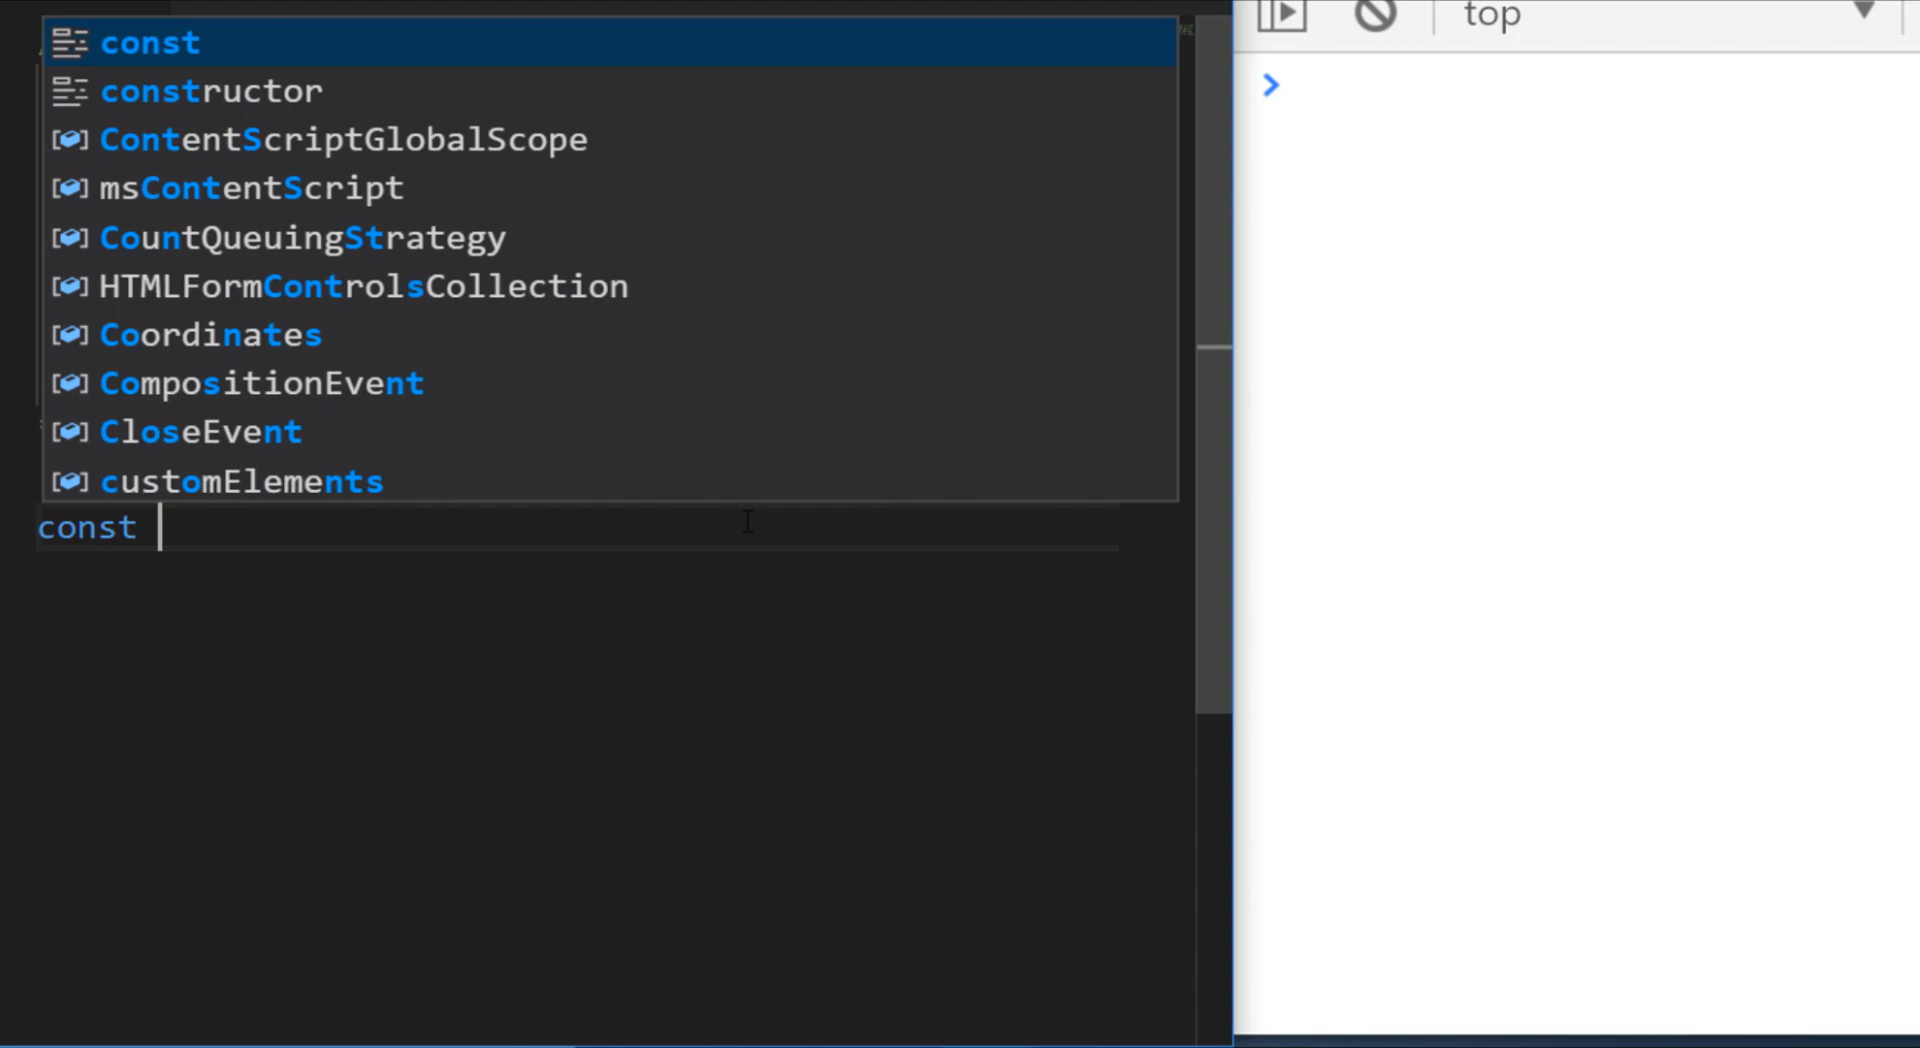 const
constructor
ContentScriptGlobalScope
msContentScript
CountQueuingStrategy
HTMLFormControlsCollection
Coordinates
CompositionEvent
CloseEvent
customElements
const
top